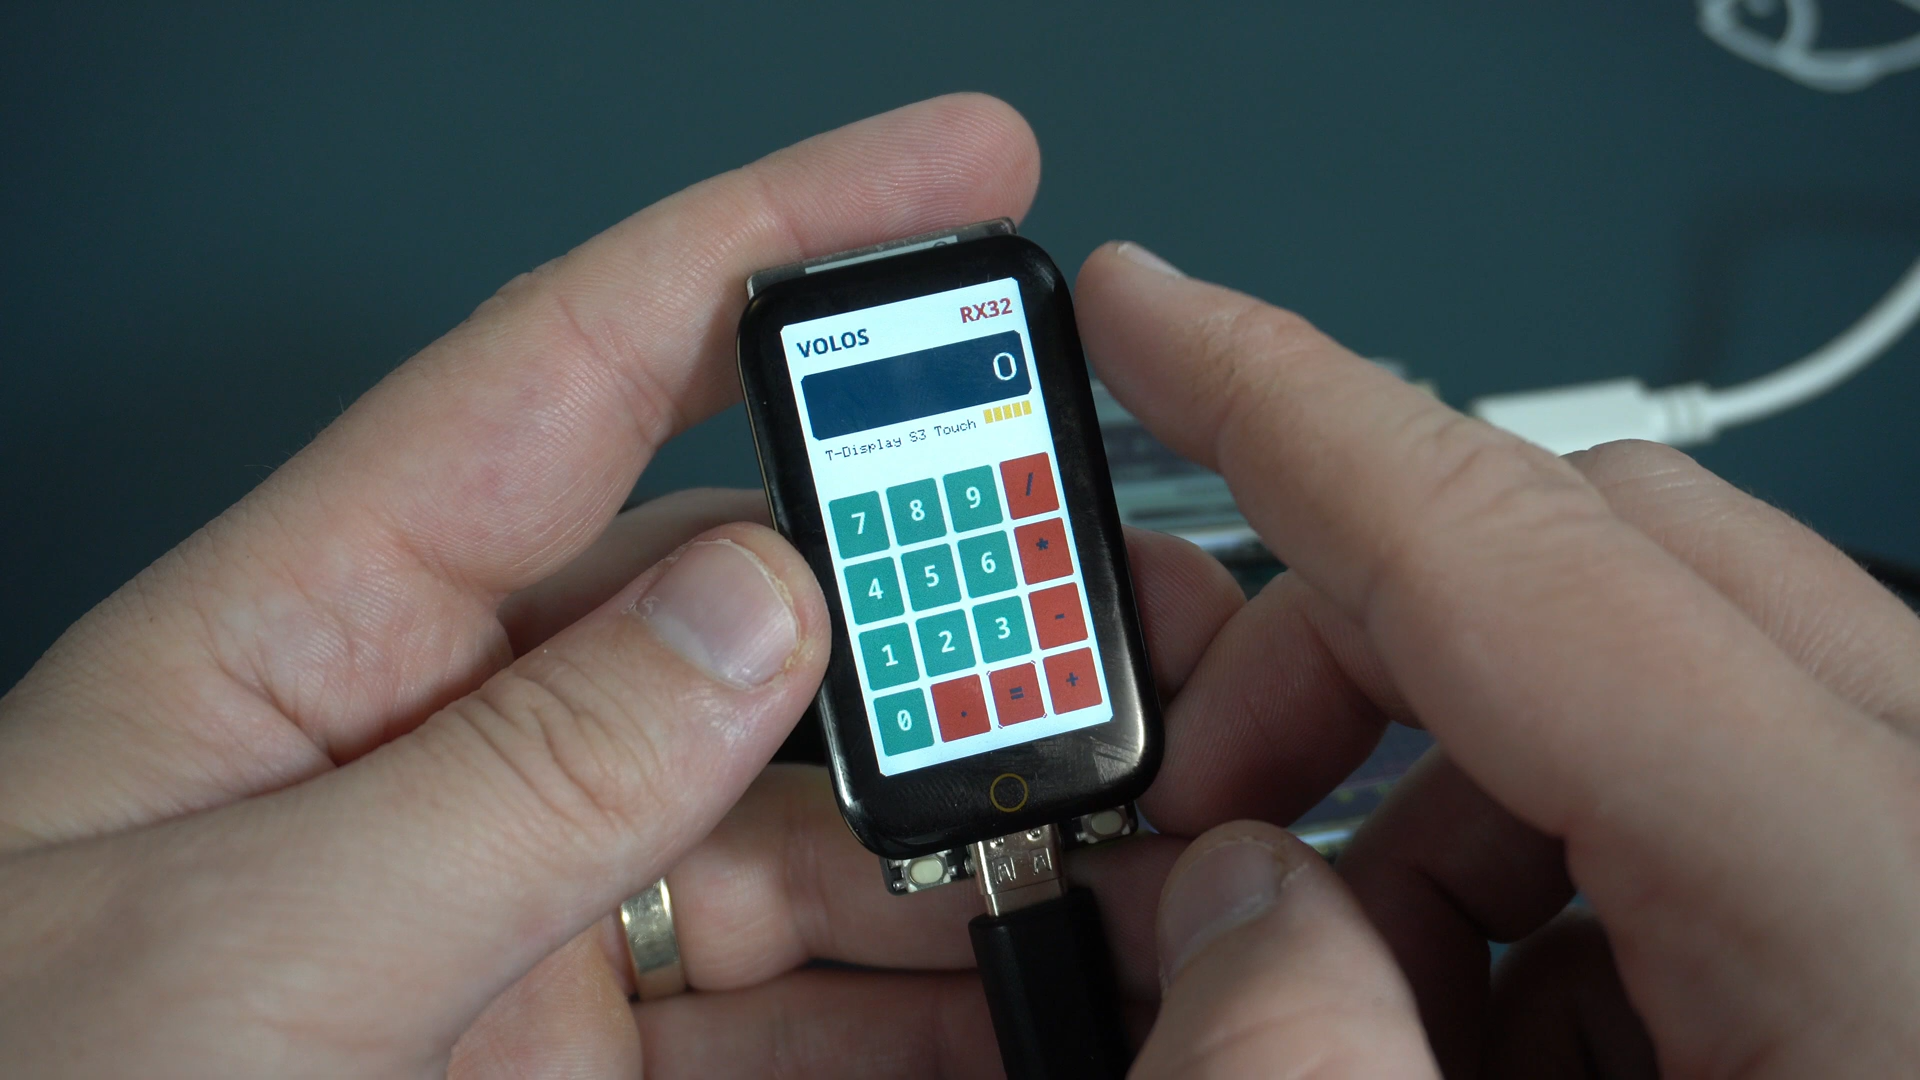 VOLOS RX32
0
T-Display S3 Touch
7 8 9 /
4 5 6 *
1 2 3 -
0 . = +